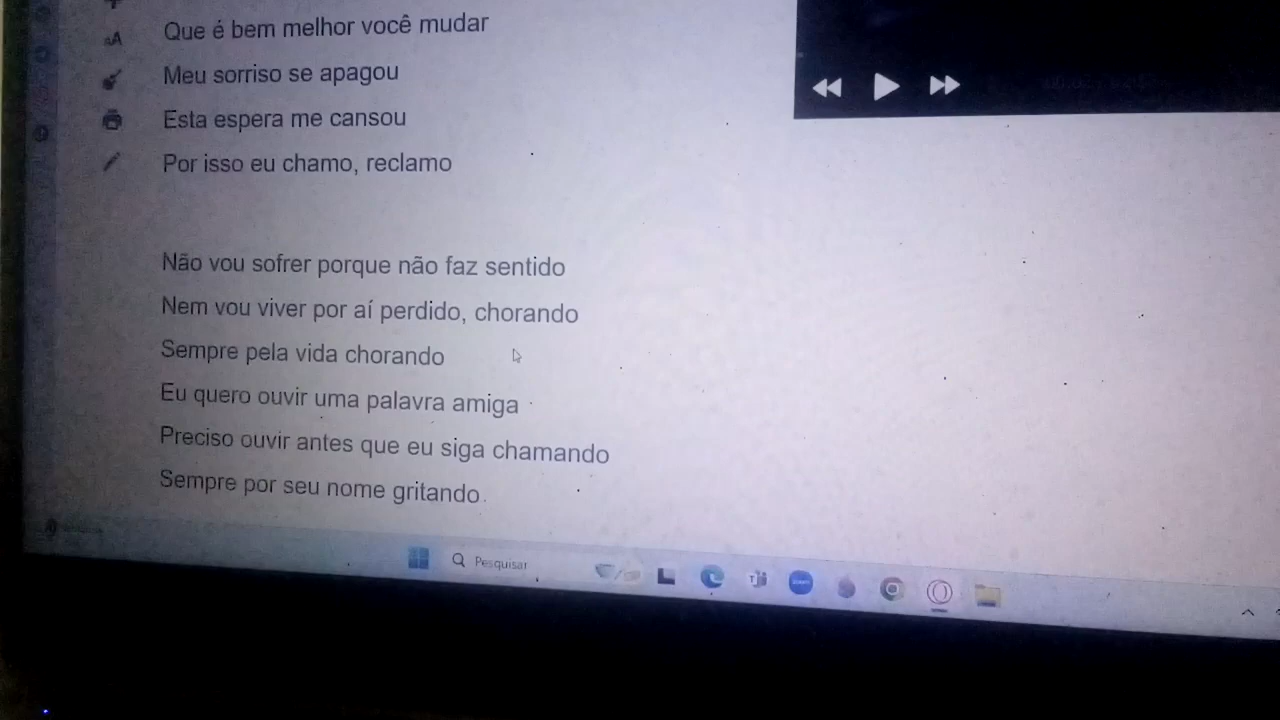 Que é bem melhor você mudar
Meu sorriso se apagou
Esta espera me cansou
Por isso eu chamo, reclamo
Não vou sofrer porque não faz sentido
Nem vou viver por aí perdido, chorando
Sempre pela vida chorando
Eu quero ouvir uma palavra amiga
Preciso ouvir antes que eu siga chamando
Sempre por seu nome gritando
Pesquisar